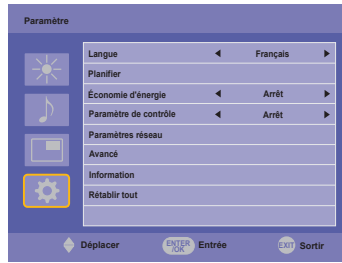 Paramètre
Langue Français
Planifier
Économie d'énergie Arrêt
Paramètre de contrôle Arrêt
Paramètres réseau
Avancé
Information
Rétablir tout
Déplacer ENTER /OK Entrée EXIT Sortir